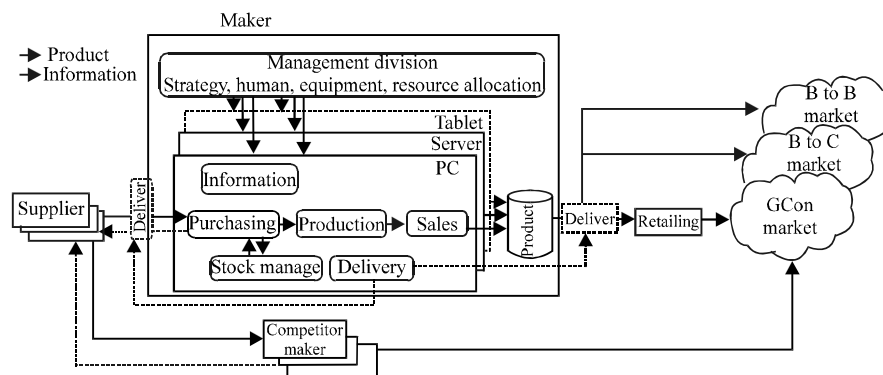 Maker
Product
Information
Management division
Strategy, human, equipment, resource allocation
Tablet
Server
PC
Information
Supplier
Deliver
Purchasing
Production
Sales
Stock manage
Delivery
Product
Deliver
Retailing
B to B
market
B to C
market
GCon
market
Competitor
maker